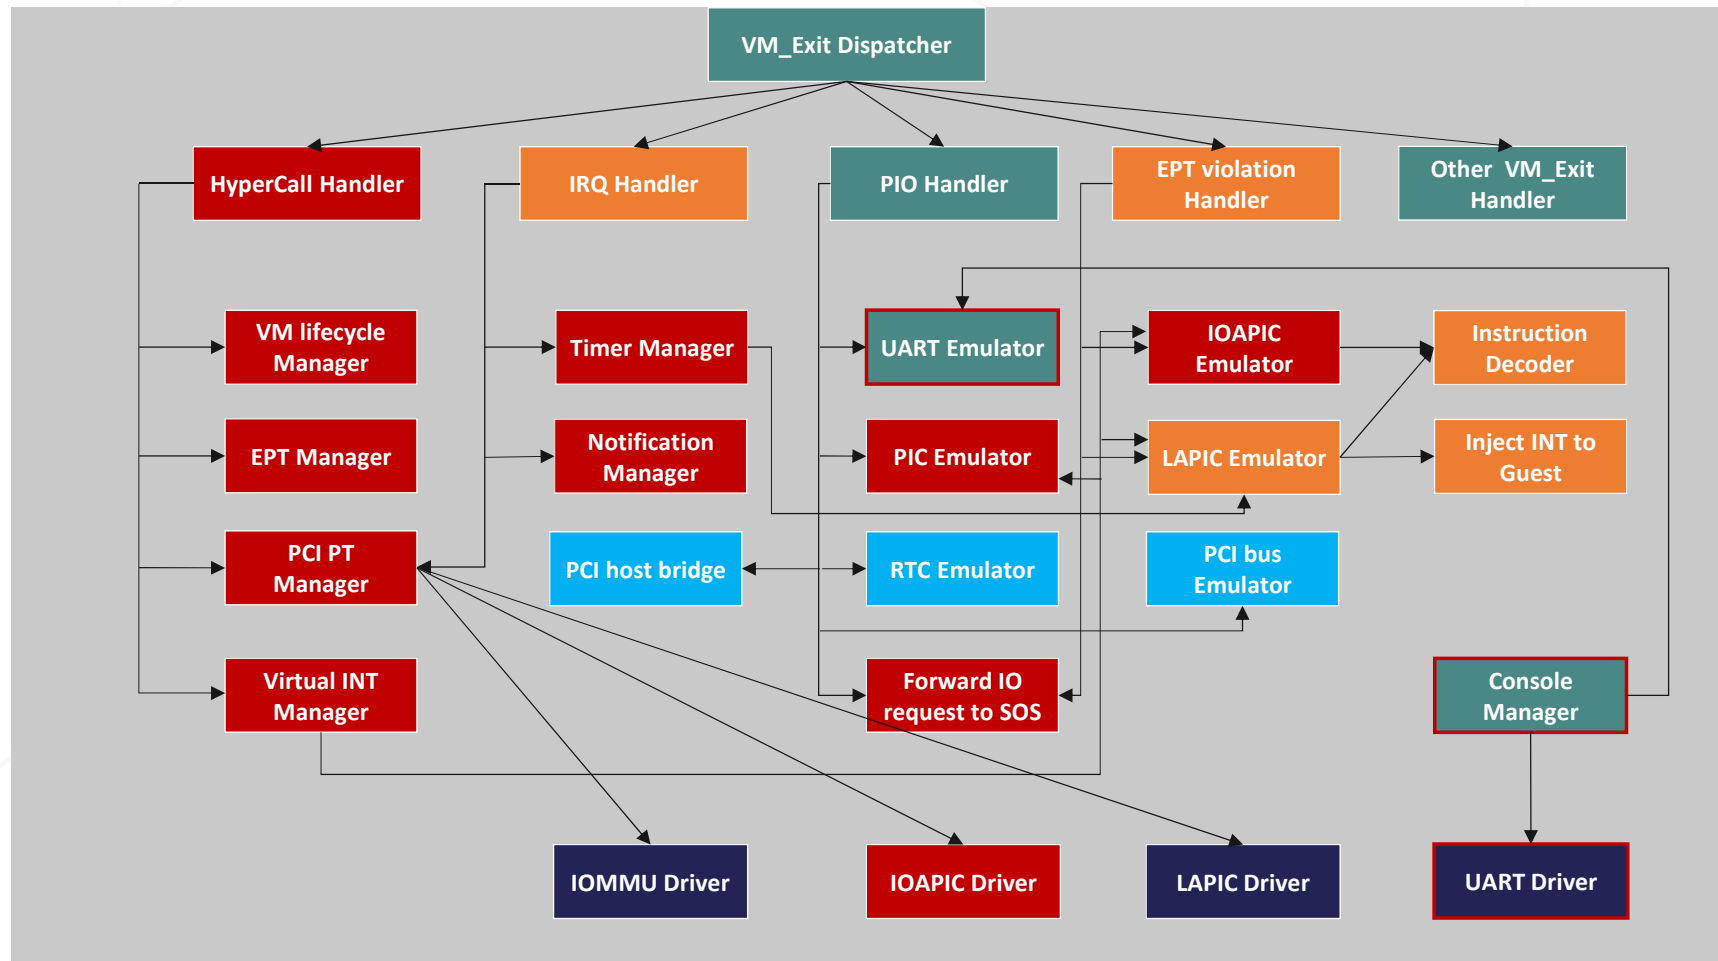 VM_Exit Dispatcher
HyperCall Handler
IRQ Handler
PIO Handler
EPT violation
Handler
Other VM_Exit
Handler
VM lifecycle
Manager
Timer Manager
UART Emulator
IOAPIC
Emulator
Instruction
Decoder
EPT Manager
Notification
Manager
PIC Emulator
LAPIC Emulator
Inject INT to
Guest
PCI PT
Manager
PCI host bridge
RTC Emulator
PCI bus
Emulator
Virtual INT
Manager
Forward IO
request to SOS
Console
Manager
IOMMU Driver
IOAPIC Driver
LAPIC Driver
UART Driver